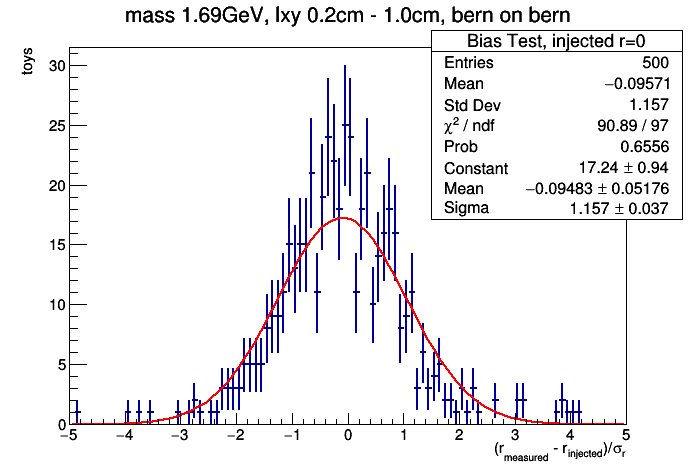 mass 1.69GeV, lxy 0.2cm - 1.0cm, bern on bern
Bias Test, injected r=0
Entries 500
Mean −0.09571
Std Dev 1.157
χ² / ndf 90.89 / 97
Prob 0.6556
Constant 17.24 ± 0.94
Mean −0.09483 ± 0.05176
Sigma 1.157 ± 0.037
toys
30
25
20
15
10
5
0
−5 −4 −3 −2 −1 0 1 2 3 4 5
(r_measured - r_injected)/σ_r